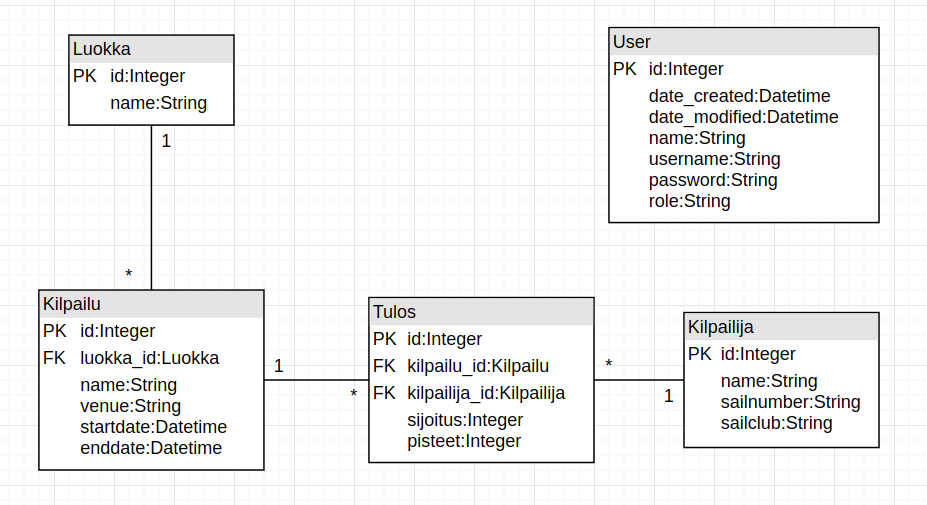 Luokka
PK id:Integer
name:String
1
*
User
PK id:Integer
date_created:Datetime
date_modified:Datetime
name:String
username:String
password:String
role:String
Kilpailu
PK id:Integer
FK luokka_id:Luokka
name:String
venue:String
startdate:Datetime
enddate:Datetime
1
*
Tulos
PK id:Integer
FK kilpailu_id:Kilpailu
FK kilpailija_id:Kilpailija
sijoitus:Integer
pisteet:Integer
*
1
Kilpailija
PK id:Integer
name:String
sailnumber:String
sailclub:String